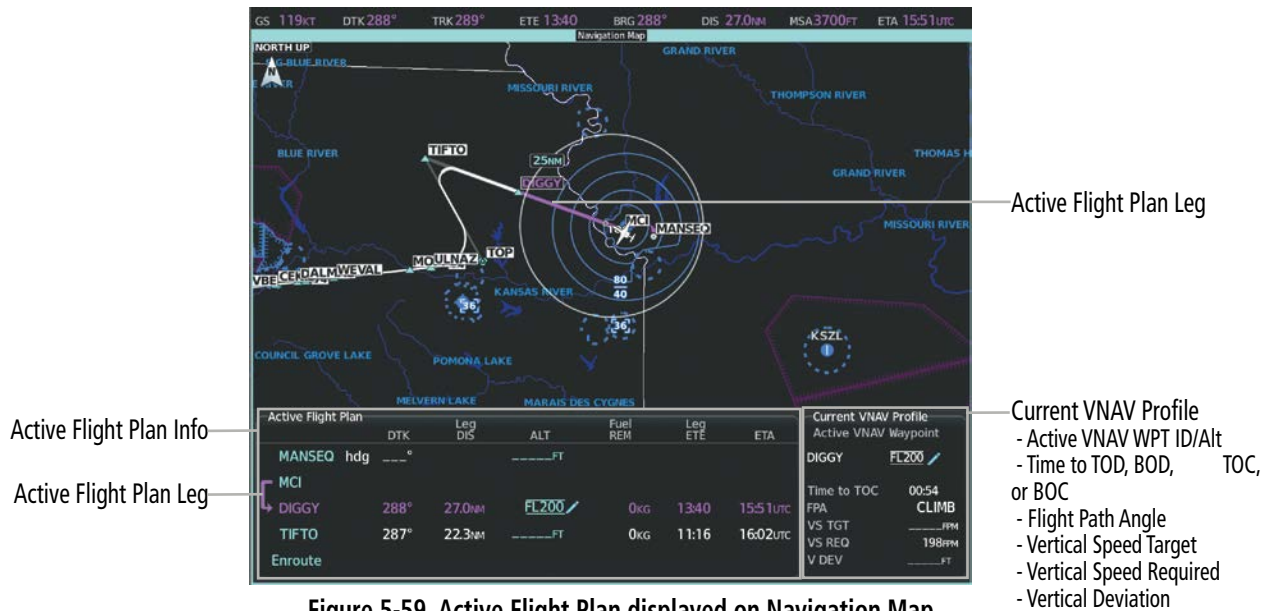 GS 119KT DTK 288° TRK 289° ETE 13:40 BRG 288° DIS 27.0NM MSA 3700FT ETA 15:51UTC
Navigation Map
NORTH UP
N
BIG BLUE RIVER
GRAND RIVER
MISSOURI RIVER
THOMPSON RIVER
TIFTO
BLUE RIVER
25NM
THOMAS H
DIGGY
GRAND RIVER
Active Flight Plan Leg
MCI
MANSEQ
MISSOURI RIVER
TOP
ULNAZ
WEVAL
80
40
KANSAS RIVER
36
36
KSZL
COUNCIL GROVE LAKE
POMONA LAKE
MELVERN LAKE
MARAIS DES CYGNES
Active Flight Plan Info
Active Flight Plan
DTK Leg DIS ALT Fuel REM Leg ETE ETA
MANSEQ hdg ___° _____FT
MCI
Active Flight Plan Leg
DIGGY 288° 27.0NM FL200 0KG 13:40 15:51UTC
TIFTO 287° 22.3NM _____FT 0KG 11:16 16:02UTC
Enroute
Current VNAV Profile
Active VNAV Waypoint
DIGGY FL200
Time to TOC 00:54
FPA CLIMB
VS TGT _____FPM
VS REQ 198FPM
V DEV _____FT
Current VNAV Profile
- Active VNAV WPT ID/Alt
- Time to TOD, BOD, TOC,
or BOC
- Flight Path Angle
- Vertical Speed Target
- Vertical Speed Required
- Vertical Deviation
Figure 5-59 Active Flight Plan displayed on Navigation Map